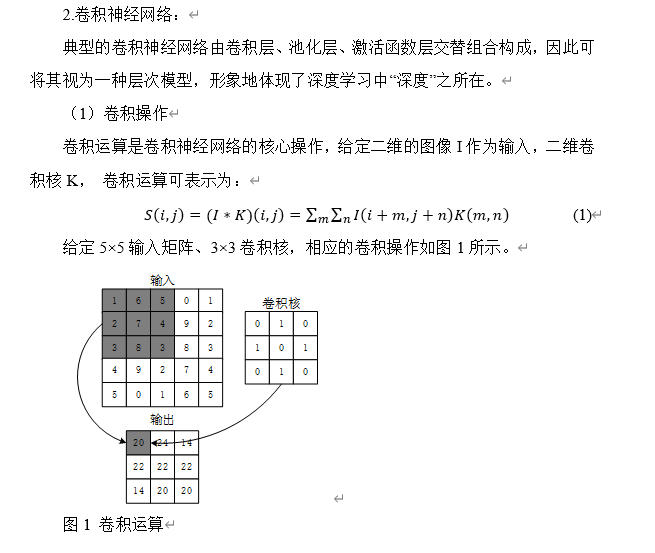 2.卷积神经网络：
典型的卷积神经网络由卷积层、池化层、激活函数层交替组合构成，因此可
将其视为一种层次模型，形象地体现了深度学习中“深度”之所在。
（1）卷积操作
卷积运算是卷积神经网络的核心操作，给定二维的图像 I 作为输入，二维卷
积核 K， 卷积运算可表示为：
S(i,j) = (I ∗ K)(i,j) = ∑m∑n I(i + m,j + n)K(m,n) (1)
给定 5×5 输入矩阵、3×3 卷积核，相应的卷积操作如图 1 所示。
输入
1 6 5 0 1
2 7 4 9 2
3 8 3 8 3
4 9 2 7 4
5 0 1 6 5
卷积核
0 1 0
1 0 1
0 1 0
输出
20 24 14
22 22 22
14 20 20
图 1 卷积运算